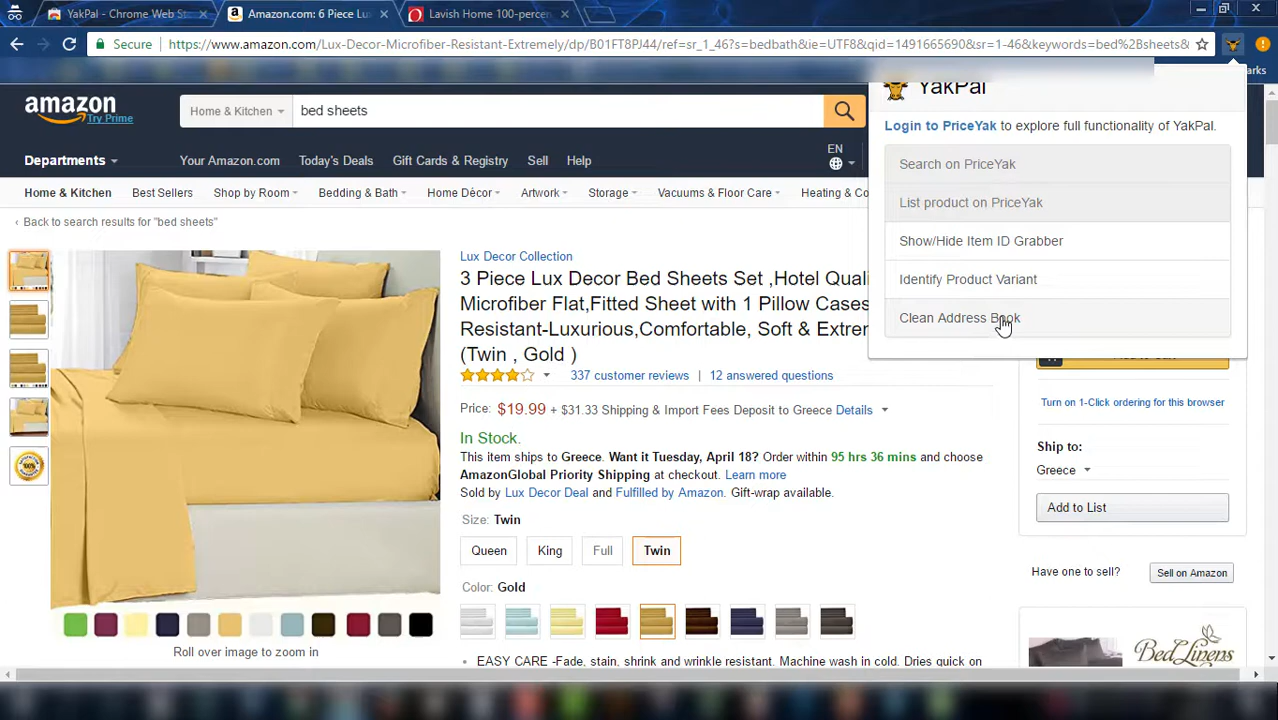 YakPal - Chrome Web St
Amazon.com: 6 Piece Lu
Lavish Home 100-percen
Secure
https://www.amazon.com/Lux-Decor-Microfiber-Resistant-Extremely/dp/B01FT8PJ44/ref=sr_1_46?s=bedbath&ie=UTF8&qid=1491665690&sr=1-46&keywords=bed%2Bsheets&
arks
amazon
Try Prime
Home & Kitchen
bed sheets
Departments
Your Amazon.com
Today's Deals
Gift Cards & Registry
Sell
Help
EN
Home & Kitchen
Best Sellers
Shop by Room
Bedding & Bath
Home Décor
Artwork
Storage
Vacuums & Floor Care
Heating & Co
YakPal
Login to PriceYak to explore full functionality of YakPal.
Search on PriceYak
List product on PriceYak
Show/Hide Item ID Grabber
Identify Product Variant
Clean Address Book
‹ Back to search results for "bed sheets"
Lux Decor Collection
3 Piece Lux Decor Bed Sheets Set ,Hotel Quali
Microfiber Flat,Fitted Sheet with 1 Pillow Cases
Resistant-Luxurious,Comfortable, Soft & Extrem
(Twin , Gold )
337 customer reviews | 12 answered questions
Price: $19.99 + $31.33 Shipping & Import Fees Deposit to Greece Details
In Stock.
This item ships to Greece. Want it Tuesday, April 18? Order within 95 hrs 36 mins and choose
AmazonGlobal Priority Shipping at checkout. Learn more
Sold by Lux Decor Deal and Fulfilled by Amazon. Gift-wrap available.
Size: Twin
Queen
King
Full
Twin
Color: Gold
• EASY CARE -Fade, stain, shrink and wrinkle resistant. Machine wash in cold. Dries quick on
100%
Roll over image to zoom in
Turn on 1-Click ordering for this browser
Ship to:
Greece
Add to List
Have one to sell?
Sell on Amazon
Bed Linens